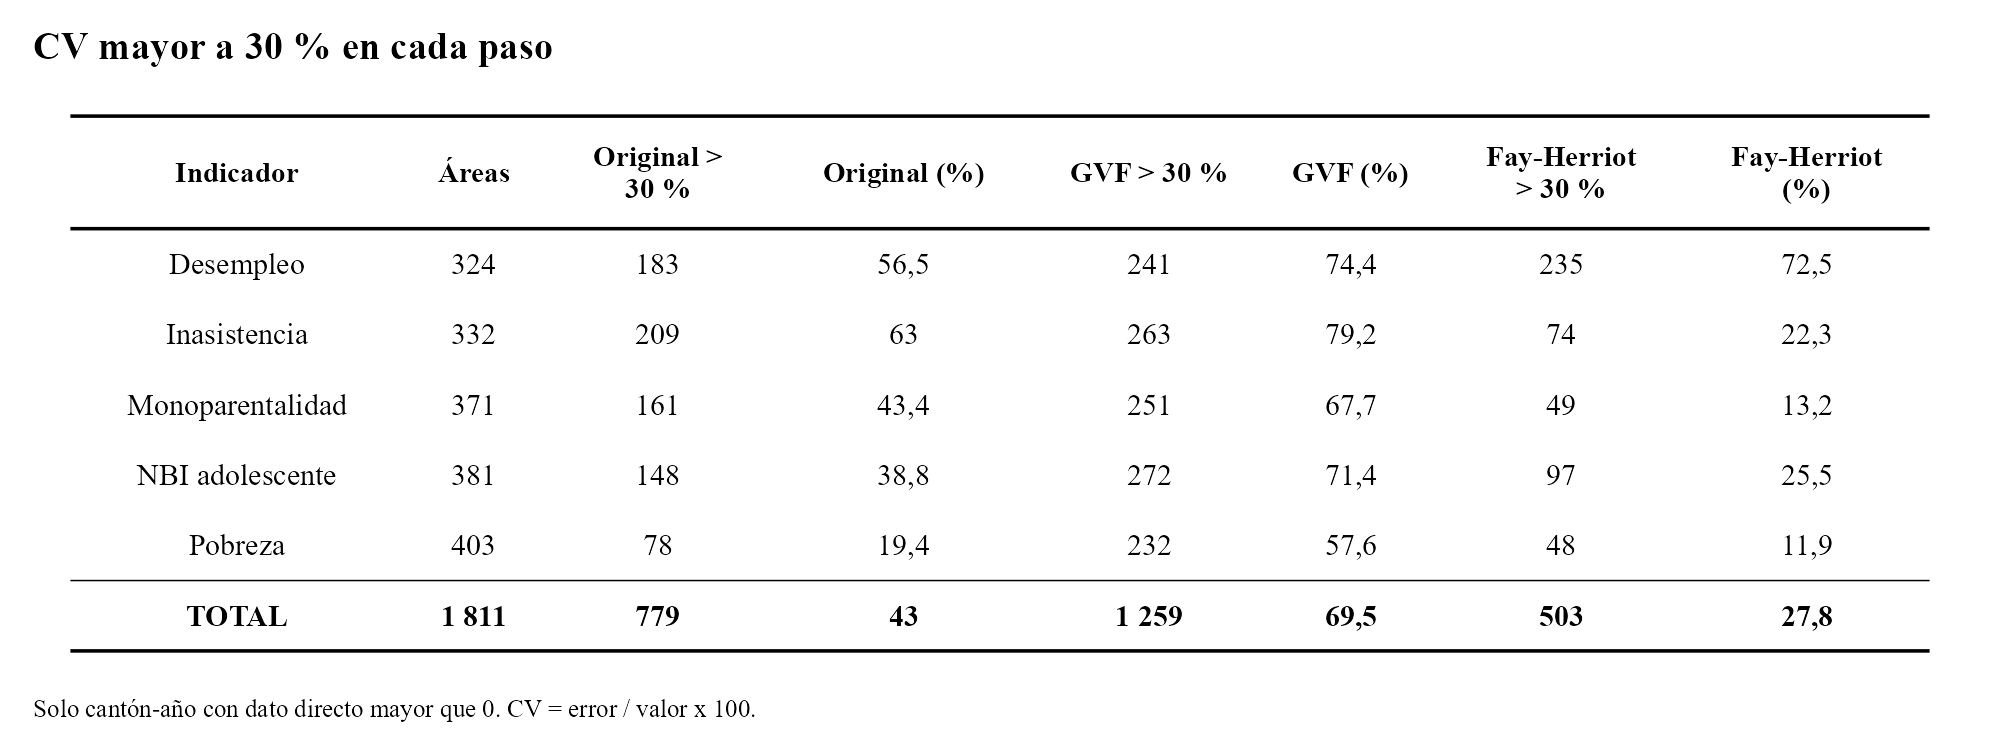 CV mayor a 30 % en cada paso
Indicador Áreas Original > 30 % Original (%) GVF > 30 % GVF (%) Fay-Herriot > 30 % Fay-Herriot (%)
Desempleo 324 183 56,5 241 74,4 235 72,5
Inasistencia 332 209 63 263 79,2 74 22,3
Monoparentalidad 371 161 43,4 251 67,7 49 13,2
NBI adolescente 381 148 38,8 272 71,4 97 25,5
Pobreza 403 78 19,4 232 57,6 48 11,9
TOTAL 1 811 779 43 1 259 69,5 503 27,8
Solo cantón-año con dato directo mayor que 0. CV = error / valor x 100.